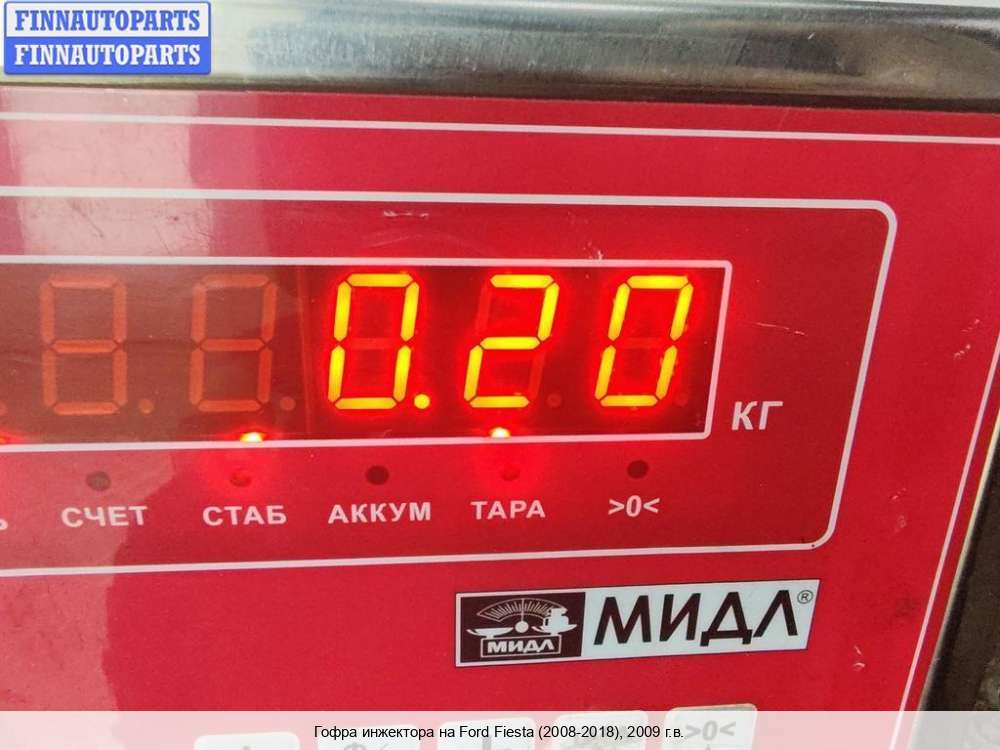 FINNAUTOPARTS
FINNAUTOPARTS
0.20
КГ
СЧЕТ СТАБ АККУМ ТАРА >0<
МИДЛ®
МИДЛ
>0<
Гофра инжектора на Ford Fiesta (2008-2018), 2009 г.в.